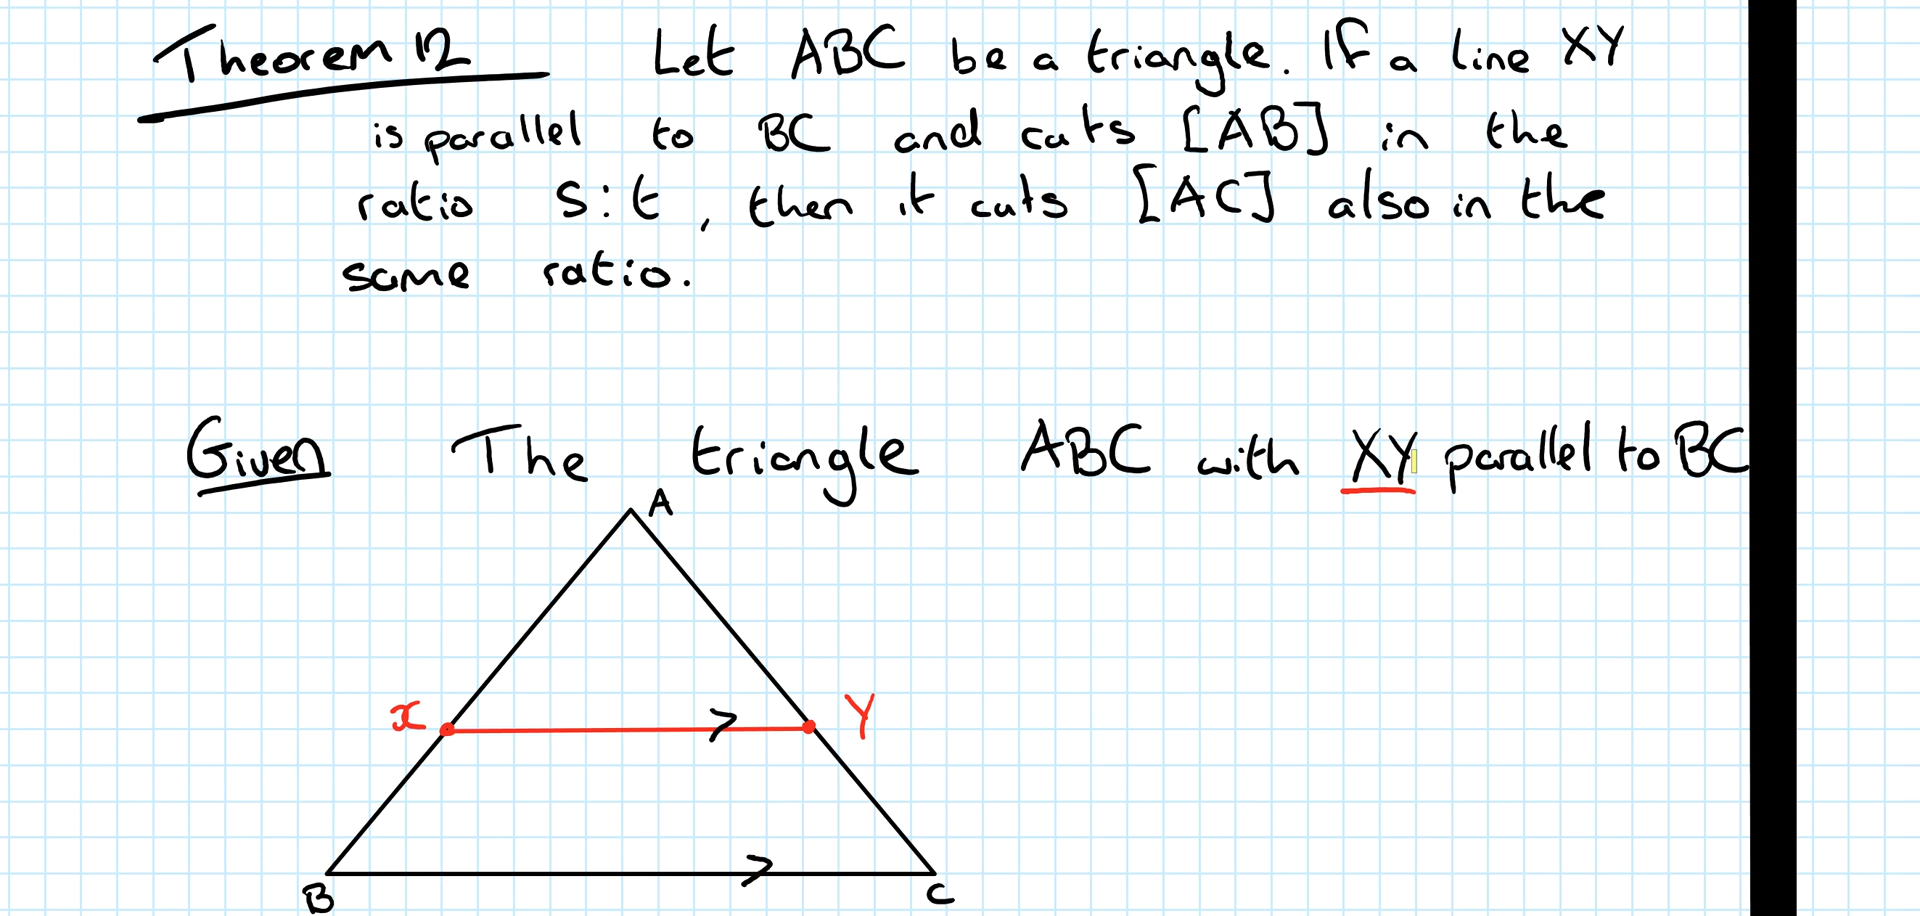 Theorem 12 Let ABC be a triangle. If a line XY
is parallel to BC and cuts [AB] in the
ratio s:t, then it cuts [AC] also in the
same ratio.
Given The triangle ABC with XY parallel to BC
A
X Y
B C